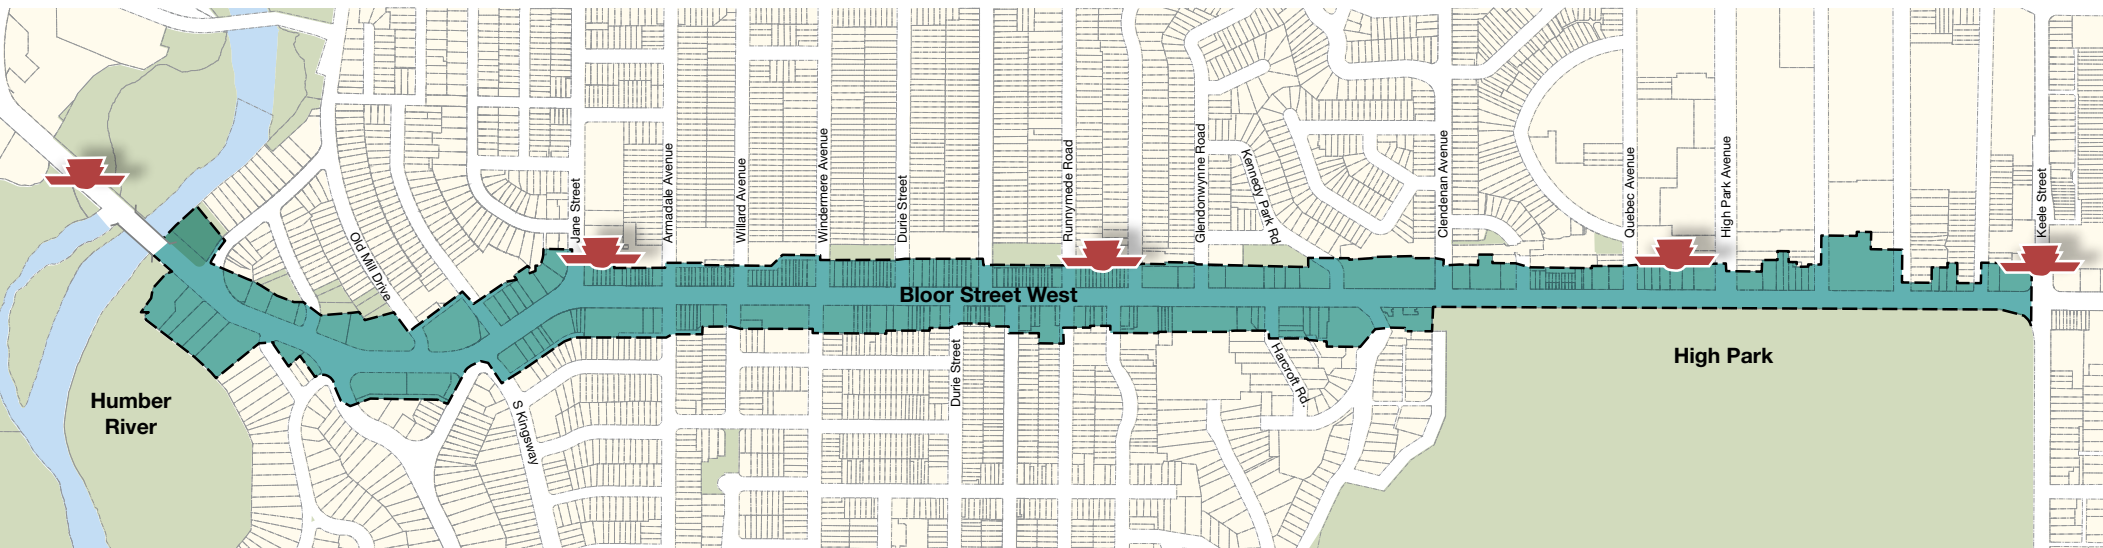 Old Mill Drive
Jane Street
Armadale Avenue
Willard Avenue
Windermere Avenue
Durie Street
Runnymede Road
Glendonwynne Road
Kennedy Park Rd
Clendenan Avenue
Quebec Avenue
High Park Avenue
Keele Street
Bloor Street West
High Park
Humber
River
S Kingsway
Durie Street
Harcroft Rd.